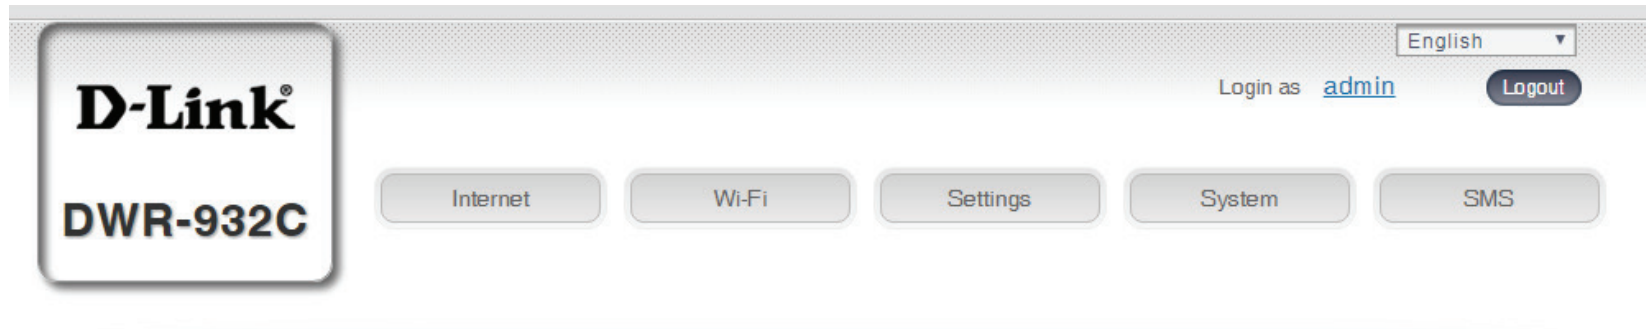 English
Login as admin Logout
D-Link®
DWR-932C
Internet Wi-Fi Settings System SMS